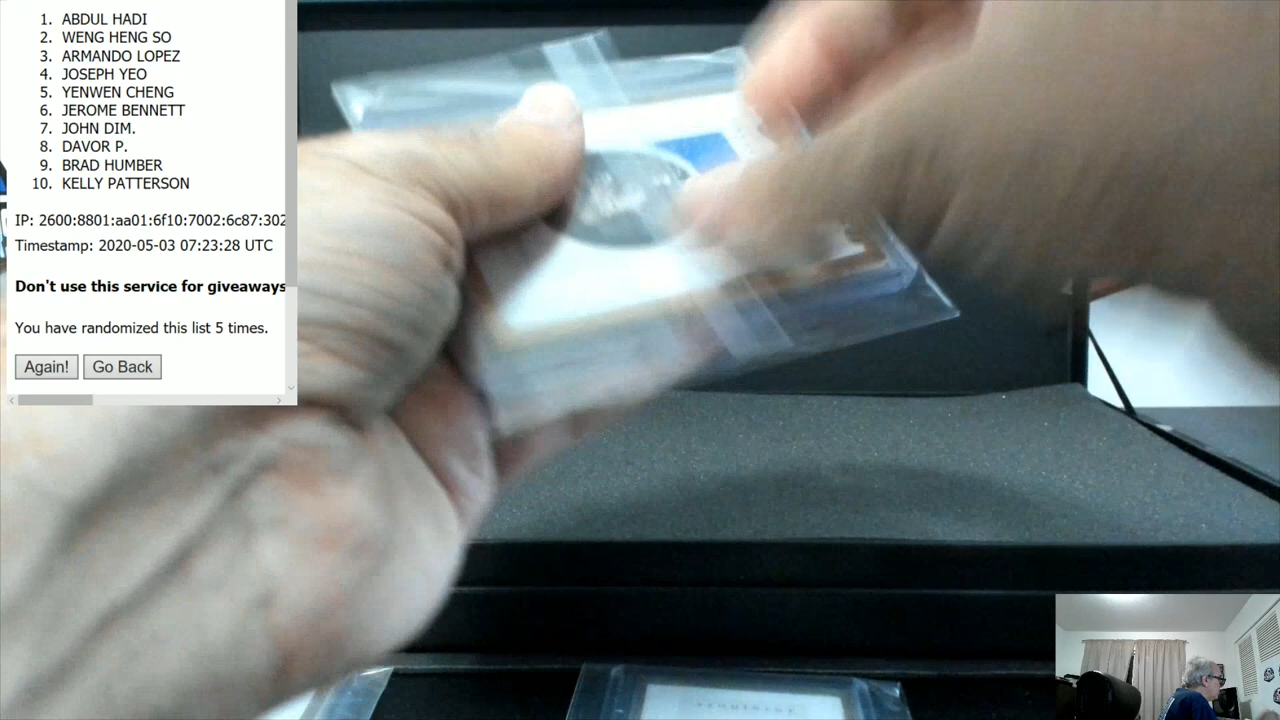 1. ABDUL HADI
2. WENG HENG SO
3. ARMANDO LOPEZ
4. JOSEPH YEO
5. YENWEN CHENG
6. JEROME BENNETT
7. JOHN DIM.
8. DAVOR P.
9. BRAD HUMBER
10. KELLY PATTERSON
IP: 2600:8801:aa01:6f10:7002:6c87:302
Timestamp: 2020-05-03 07:23:28 UTC
Don't use this service for giveaways
You have randomized this list 5 times.
Again! Go Back